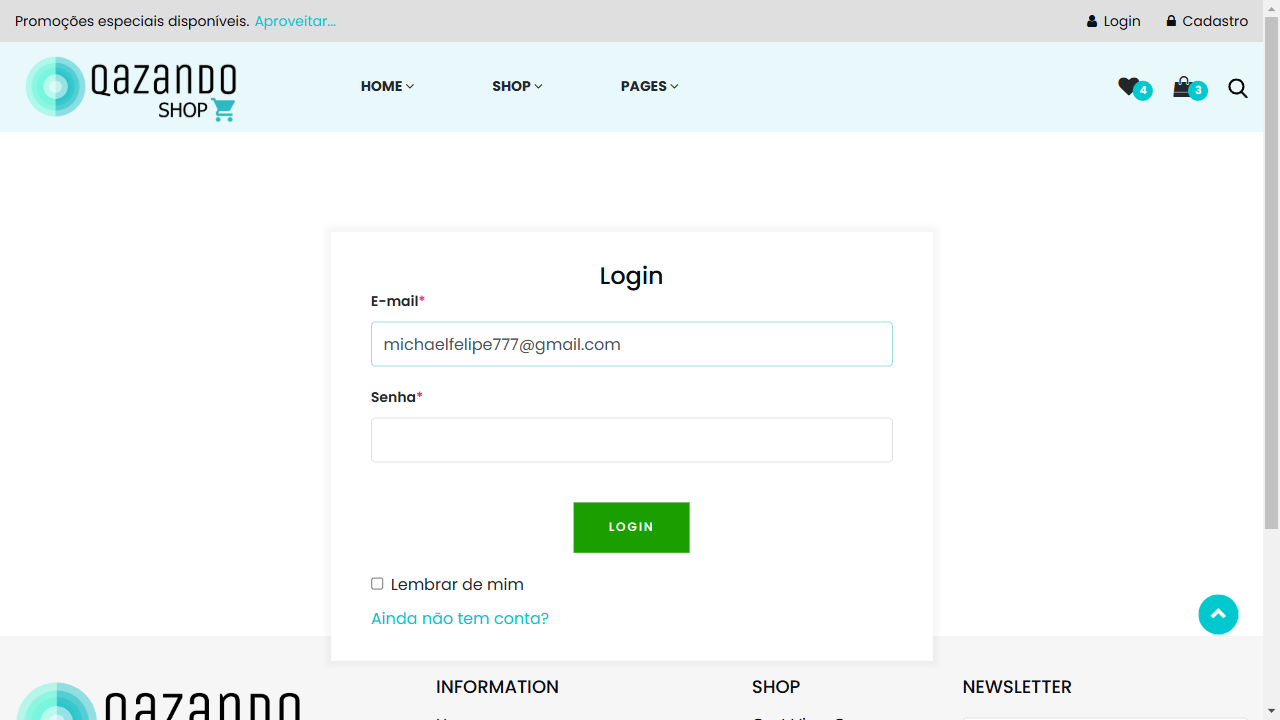 Promoções especiais disponíveis. Aproveitar...
Login
Cadastro
QAZANDO
SHOP
HOME
SHOP
PAGES
4
3
Login
E-mail*
michaelfelipe777@gmail.com
Senha*
LOGIN
Lembrar de mim
Ainda não tem conta?
QAZANDO
INFORMATION
SHOP
NEWSLETTER